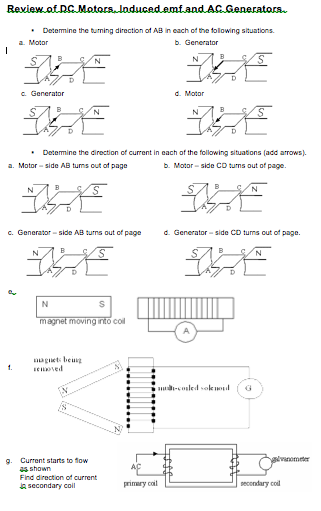 Review of DC Motors, Induced emf and AC Generators.
• Determine the turning direction of AB in each of the following situations.
a. Motor
b. Generator
S B C N
A D
N B C S
A D
c. Generator
d. Motor
S B C N
A D
N B C S
A D
• Determine the direction of current in each of the following situations (add arrows).
a. Motor – side AB turns out of page
b. Motor – side CD turns out of page.
N B C S
A D
S B C N
A D
c. Generator – side AB turns out of page
d. Generator – side CD turns out of page.
N B C S
A D
S B C N
A D
e.
N S
magnet moving into coil
A
f.
magnets being
removed
S
N
multi-coiled solenoid
G
S
N
g. Current starts to flow
as shown
Find direction of current
in secondary coil
AC
primary coil
galvanometer
secondary coil